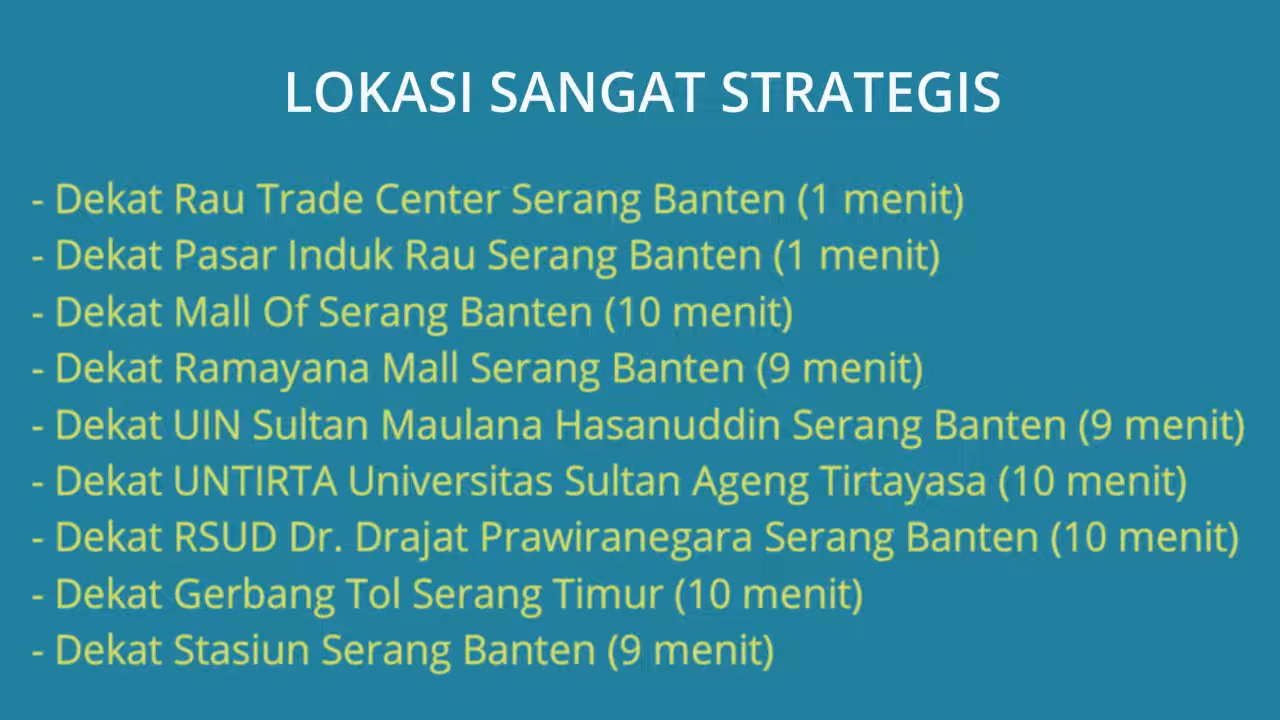 LOKASI SANGAT STRATEGIS
- Dekat Rau Trade Center Serang Banten (1 menit)
- Dekat Pasar Induk Rau Serang Banten (1 menit)
- Dekat Mall Of Serang Banten (10 menit)
- Dekat Ramayana Mall Serang Banten (9 menit)
- Dekat UIN Sultan Maulana Hasanuddin Serang Banten (9 menit)
- Dekat UNTIRTA Universitas Sultan Ageng Tirtayasa (10 menit)
- Dekat RSUD Dr. Drajat Prawiranegara Serang Banten (10 menit)
- Dekat Gerbang Tol Serang Timur (10 menit)
- Dekat Stasiun Serang Banten (9 menit)